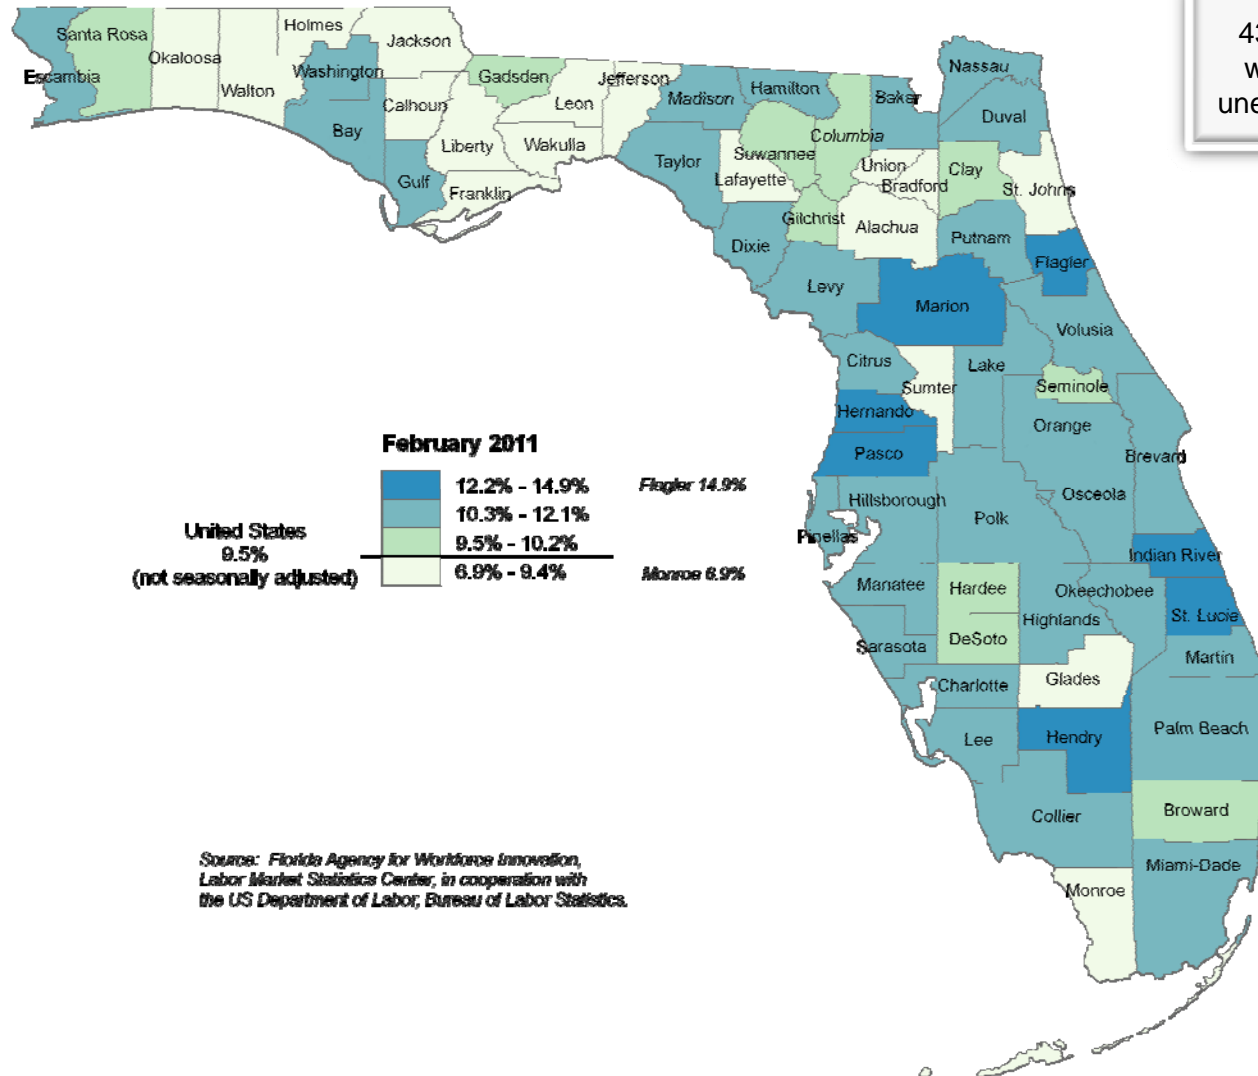 43
w
une
Santa Rosa
Holmes
Jackson
Okaloosa
Escambia
Washington
Walton
Gadsden
Jefferson
Calhoun
Leon
Madison
Hamilton
Baker
Nassau
Duval
Bay
Liberty
Wakulla
Taylor
Suwannee
Columbia
Union
Clay
Lafayette
Bradford
St. Johns
Gulf
Franklin
Gilchrist
Alachua
Putnam
Dixie
Flagler
Levy
Marion
Volusia
Citrus
Lake
Sumter
Seminole
Hernando
Orange
Pasco
Brevard
Hillsborough
Osceola
Polk
Pinellas
Indian River
Manatee
Hardee
Okeechobee
Highlands
St. Lucie
Sarasota
DeSoto
Martin
Charlotte
Glades
Lee
Hendry
Palm Beach
Collier
Broward
Miami-Dade
Monroe
February 2011
12.2% - 14.9% Flagler 14.9%
10.3% - 12.1%
9.5% - 10.2%
6.9% - 9.4% Monroe 6.9%
United States
9.5%
(not seasonally adjusted)
Source: Florida Agency for Workforce Innovation,
Labor Market Statistics Center, in cooperation with
the US Department of Labor, Bureau of Labor Statistics.